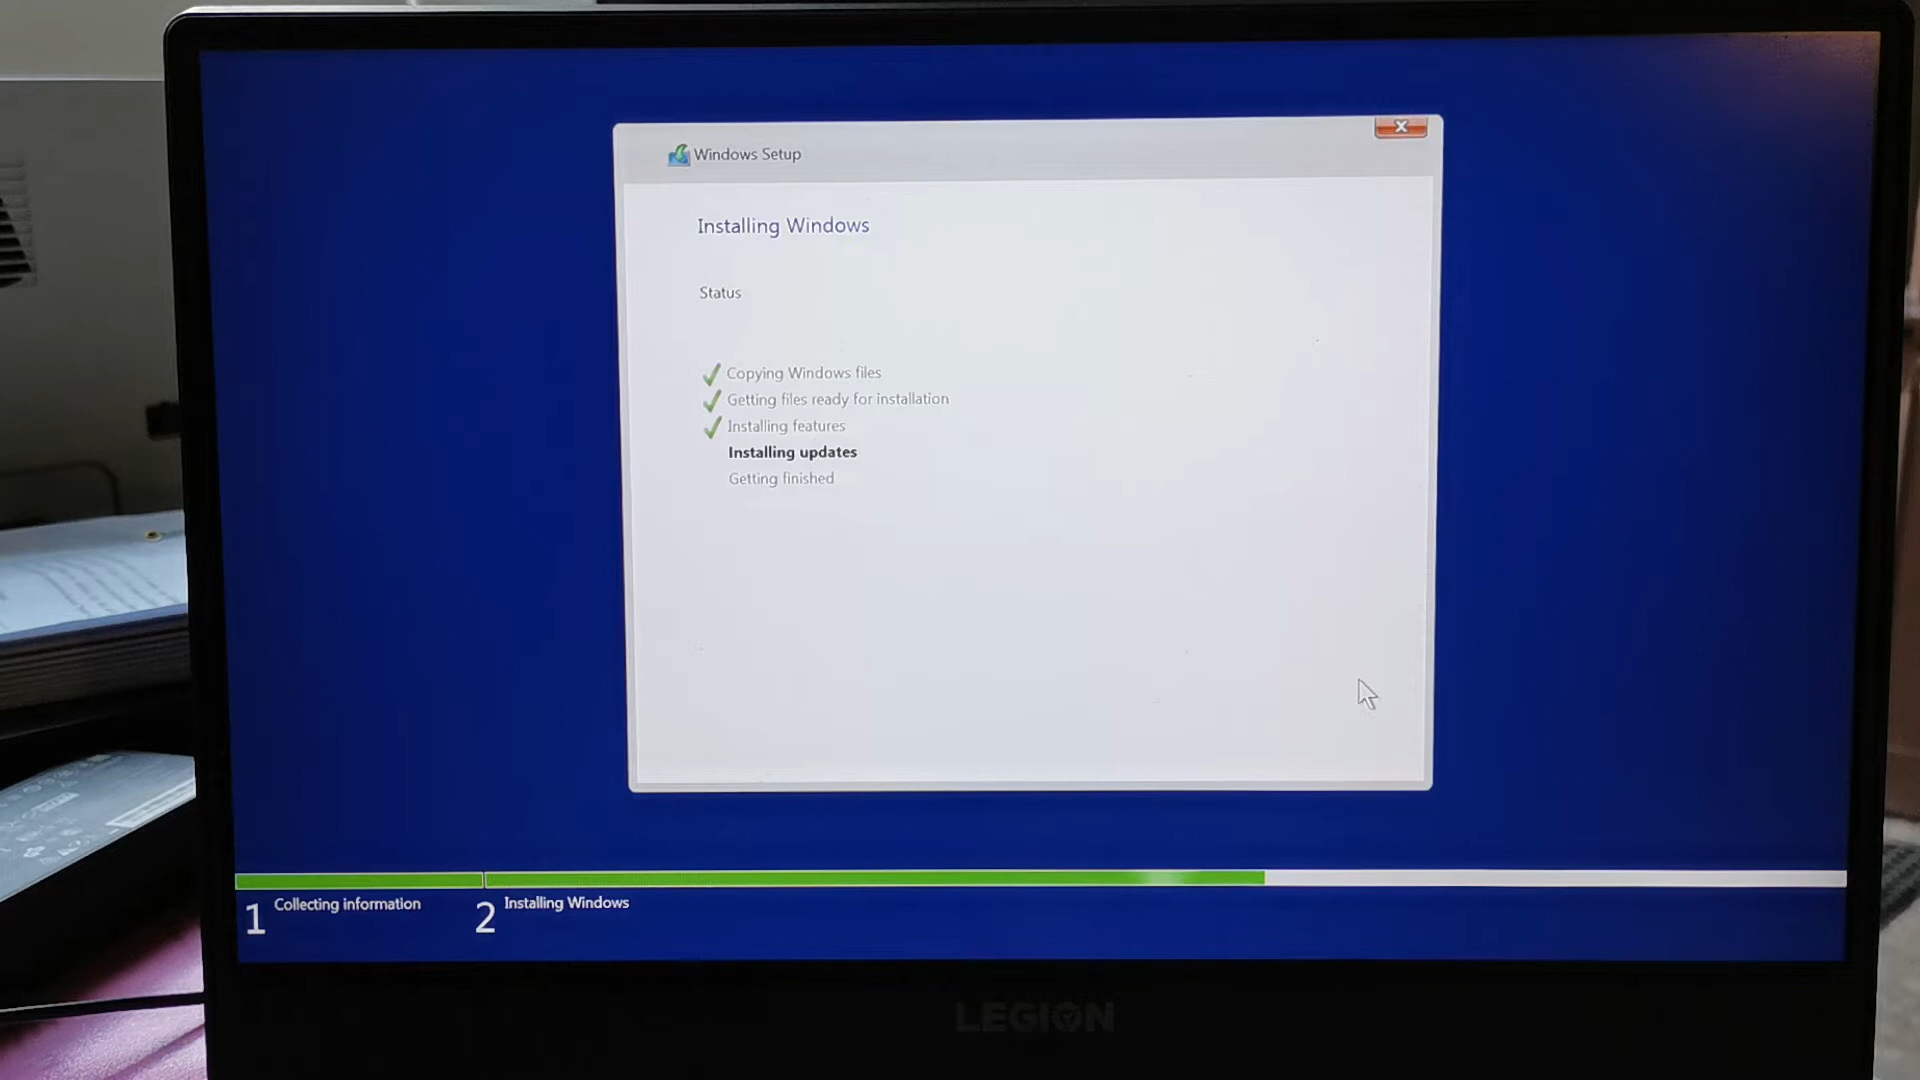 Windows Setup
Installing Windows
Status
Copying Windows files
Getting files ready for installation
Installing features
Installing updates
Getting finished
1 Collecting information
2 Installing Windows
LEGION